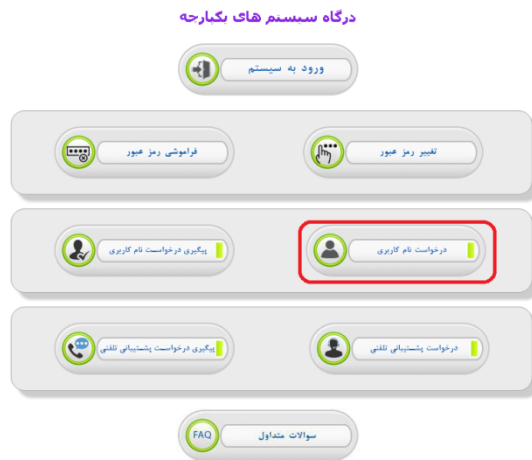 درگاه سیستم های یکپارچه
ورود به سیستم
تغییر رمز عبور
فراموشی رمز عبور
درخواست نام کاربری
پیگیری درخواست نام کاربری
درخواست پشتیبانی تلفنی
پیگیری درخواست پشتیبانی تلفنی
سوالات متداول
FAQ